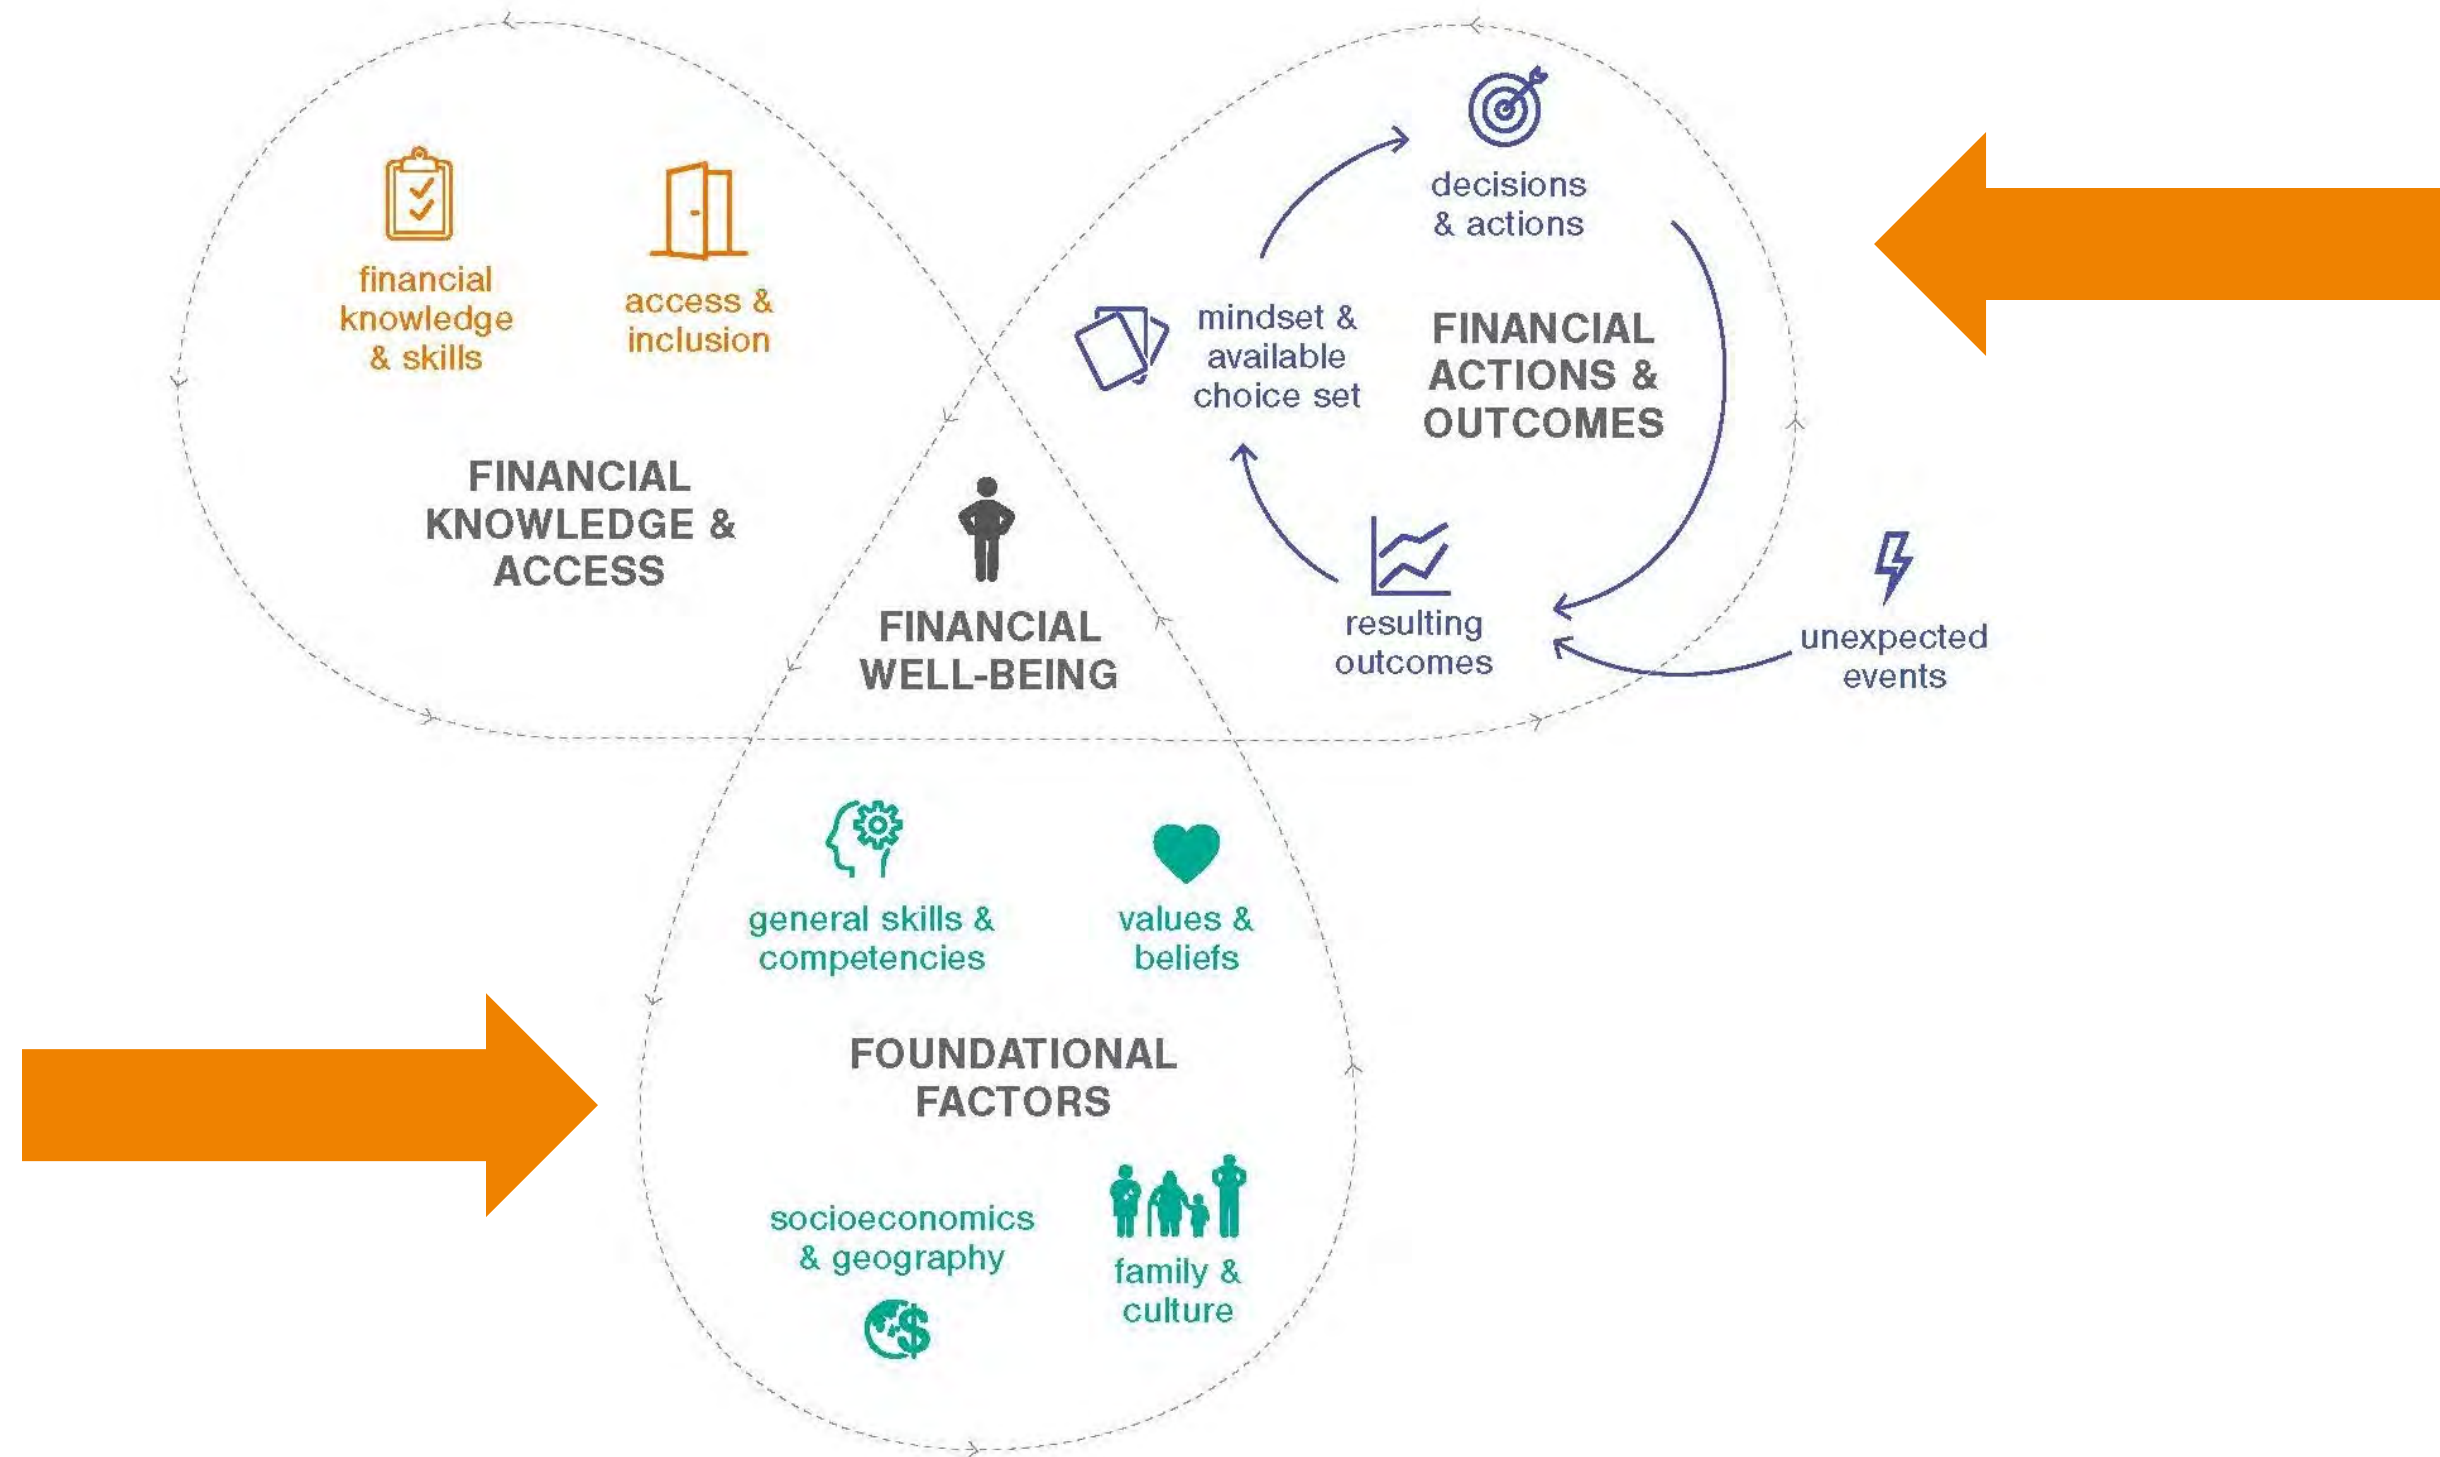 financial
knowledge
& skills
access &
inclusion
FINANCIAL
KNOWLEDGE &
ACCESS
decisions
& actions
mindset &
available
choice set
FINANCIAL
ACTIONS &
OUTCOMES
resulting
outcomes
unexpected
events
FINANCIAL
WELL-BEING
general skills &
competencies
values &
beliefs
FOUNDATIONAL
FACTORS
socioeconomics
& geography
$
family &
culture